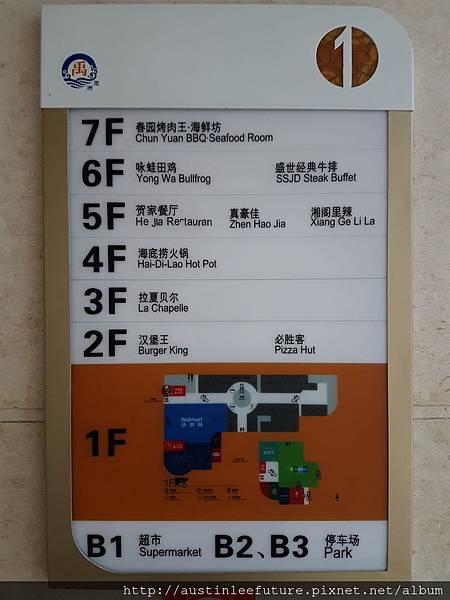 禹
1
7F 春园烤肉王·海鲜坊
Chun Yuan BBQ·Seafood Room
6F 咏蛙田鸡 盛世经典牛排
Yong Wa Bullfrog SSJD Steak Buffet
5F 贺家餐厅 真豪佳 湘阁里辣
He Jia Restauran Zhen Hao Jia Xiang Ge Li La
4F 海底捞火锅
Hai-Di-Lao Hot Pot
3F 拉夏贝尔
La Chapelle
2F 汉堡王 必胜客
Burger King Pizza Hut
1F
Walmart
沃尔玛
1F
B1 超市 B2、B3 停车场
Supermarket Park
http://austinleefuture.pixnet.net/album